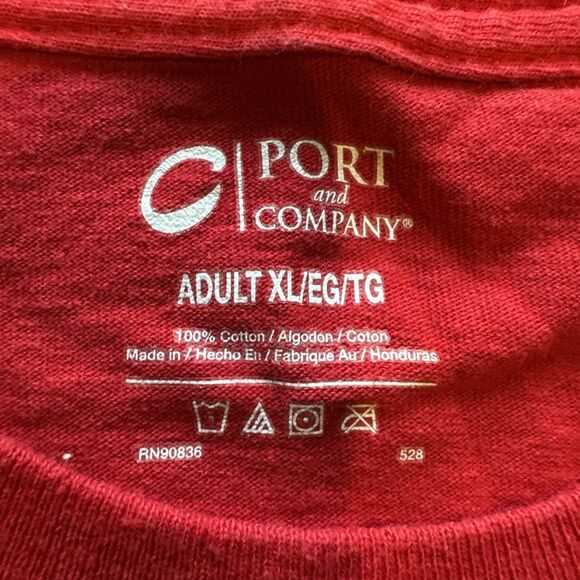 PORT
and
COMPANY®
ADULT XL/EG/TG
100% Cotton / Algodon / Coton
Made in / Hecho En / Fabrique Au / Honduras
RN90836 528